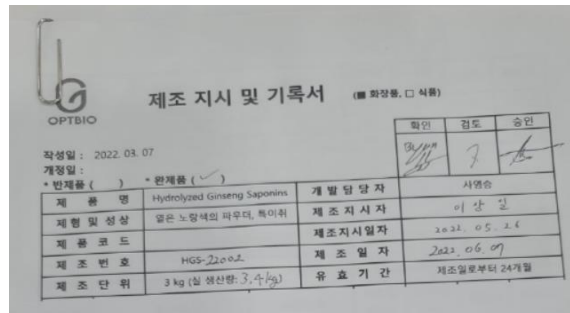 OPTBIO
제조 지시 및 기록서 (■ 화장품, □ 식품)
확인 검토 승인
작성일 : 2022. 03. 07
개정일 :
* 반제품 ( ) * 완제품 ( ✓ )
제 품 명 Hydrolyzed Ginseng Saponins 개 발 담 당 자 사영승
제 형 및 성상 옅은 노랑색의 파우더, 특이취 제 조 지 시 자 이 상 일
제 품 코 드 제조지시일자 2022. 05. 26
제 조 번 호 HGS-22002 제 조 일 자 2022. 06. 07
제 조 단 위 3 kg (실 생산량: 3.4kg) 유 효 기 간 제조일로부터 24개월